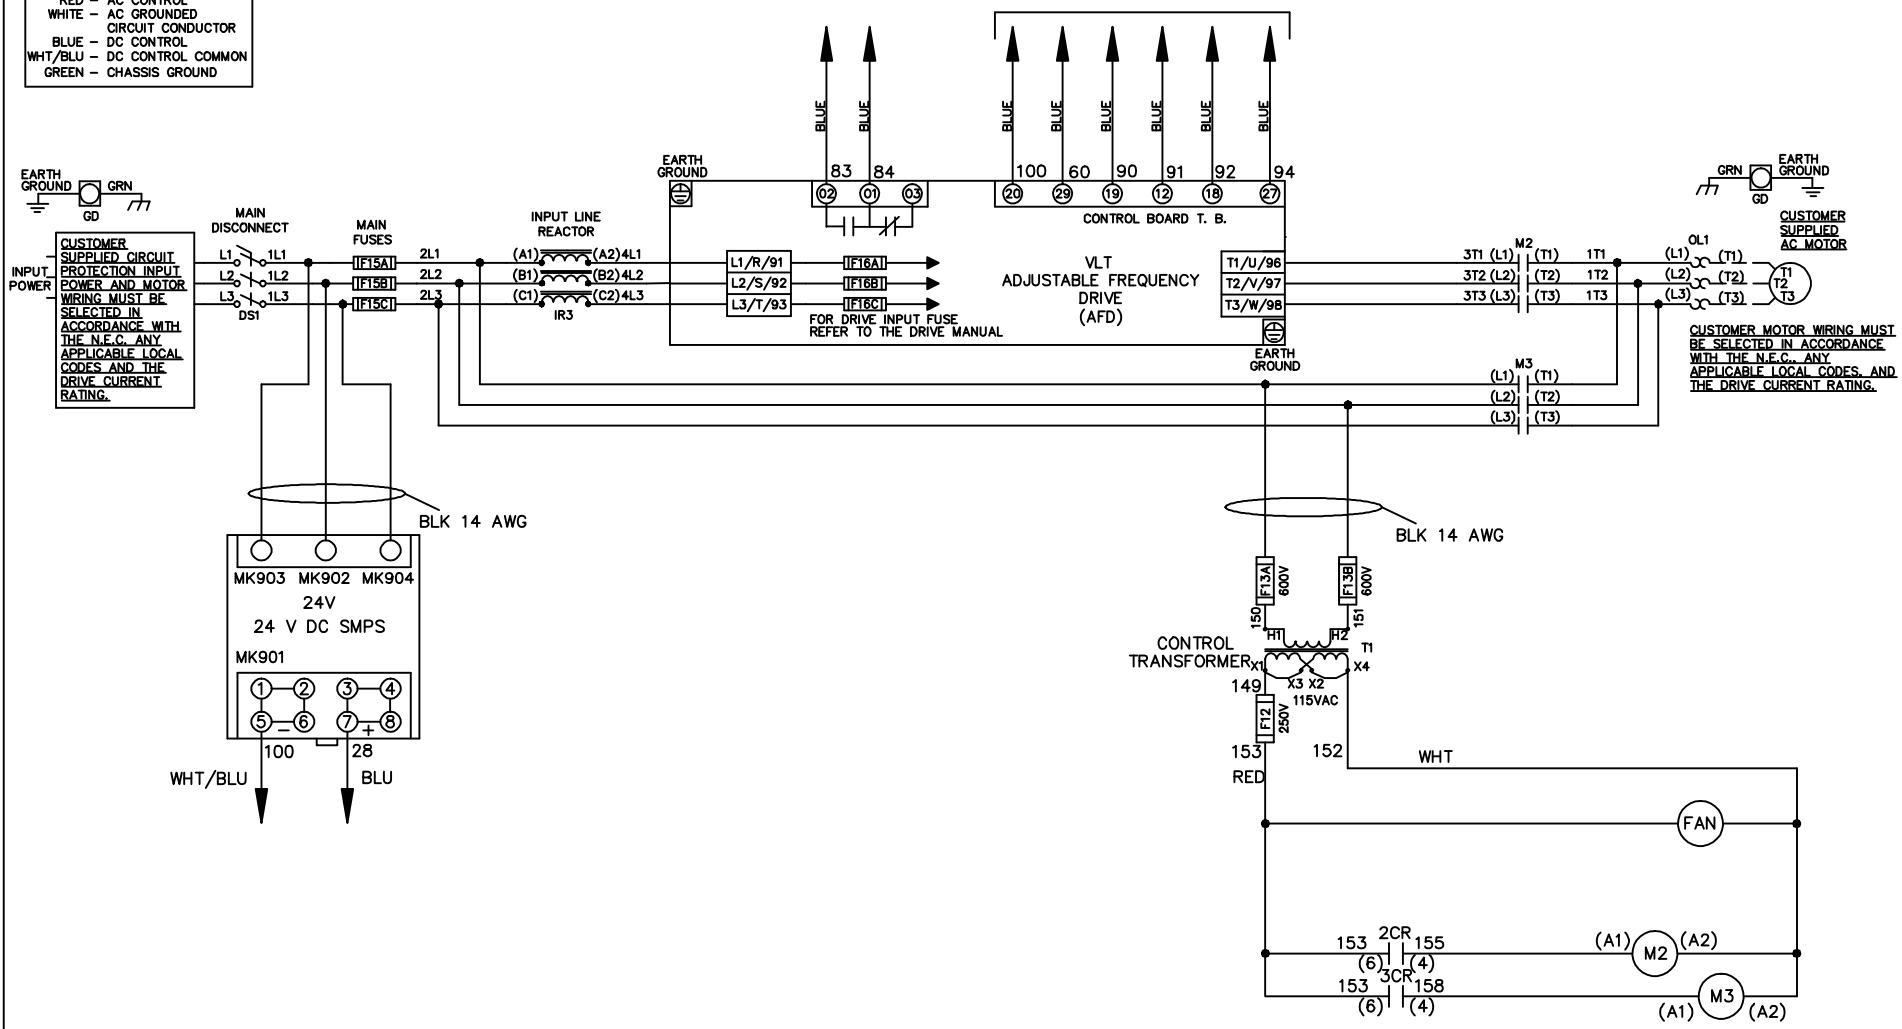 RED – AC CONTROL
WHITE – AC GROUNDED
CIRCUIT CONDUCTOR
BLUE – DC CONTROL
WHT/BLU – DC CONTROL COMMON
GREEN – CHASSIS GROUND
BLUE
BLUE
BLUE
BLUE
BLUE
BLUE
BLUE
BLUE
EARTH
GROUND
GRN
GD
MAIN
DISCONNECT
MAIN
FUSES
INPUT LINE
REACTOR
EARTH
GROUND
83 84
02 01 03
100 60 90 91 92 94
20 29 19 12 18 27
CONTROL BOARD T. B.
GRN
EARTH
GROUND
GD
CUSTOMER
SUPPLIED
AC MOTOR
INPUT
POWER
CUSTOMER
SUPPLIED CIRCUIT
PROTECTION INPUT
POWER AND MOTOR
WIRING MUST BE
SELECTED IN
ACCORDANCE WITH
THE N.E.C. ANY
APPLICABLE LOCAL
CODES AND THE
DRIVE CURRENT
RATING.
L1 1L1 F15A 2L1 (A1) (A2) 4L1 L1/R/91 F16A
L2 1L2 F15B 2L2 (B1) (B2) 4L2 L2/S/92 F16B
L3 1L3 F15C 2L3 (C1) (C2) 4L3 L3/T/93 F16C
DS1
IR3
FOR DRIVE INPUT FUSE
REFER TO THE DRIVE MANUAL
VLT
ADJUSTABLE FREQUENCY
DRIVE
(AFD)
M2
OL1
T1/U/96 3T1 (L1) (T1) 1T1 (L1) (T1) T1
T2/V/97 3T2 (L2) (T2) 1T2 (L2) (T2) T2
T3/W/98 3T3 (L3) (T3) 1T3 (L3) (T3) T3
EARTH
GROUND
CUSTOMER MOTOR WIRING MUST
BE SELECTED IN ACCORDANCE
WITH THE N.E.C., ANY
APPLICABLE LOCAL CODES, AND
THE DRIVE CURRENT RATING.
M3
(L1) (T1)
(L2) (T2)
(L3) (T3)
BLK 14 AWG
BLK 14 AWG
MK903 MK902 MK904
24V
24 V DC SMPS
MK901
1 2 3 4
5 6 7 8
– +
100 28
WHT/BLU BLU
F13A
600V
F13B
600V
150
151
H1 H2
T1
CONTROL
TRANSFORMER
X1 X4
X3 X2
149
115VAC
F12
250V
153
152
RED
WHT
FAN
2CR
153 155
(6) (4)
(A1) M2 (A2)
3CR
153 158
(6) (4)
M3
(A1) (A2)